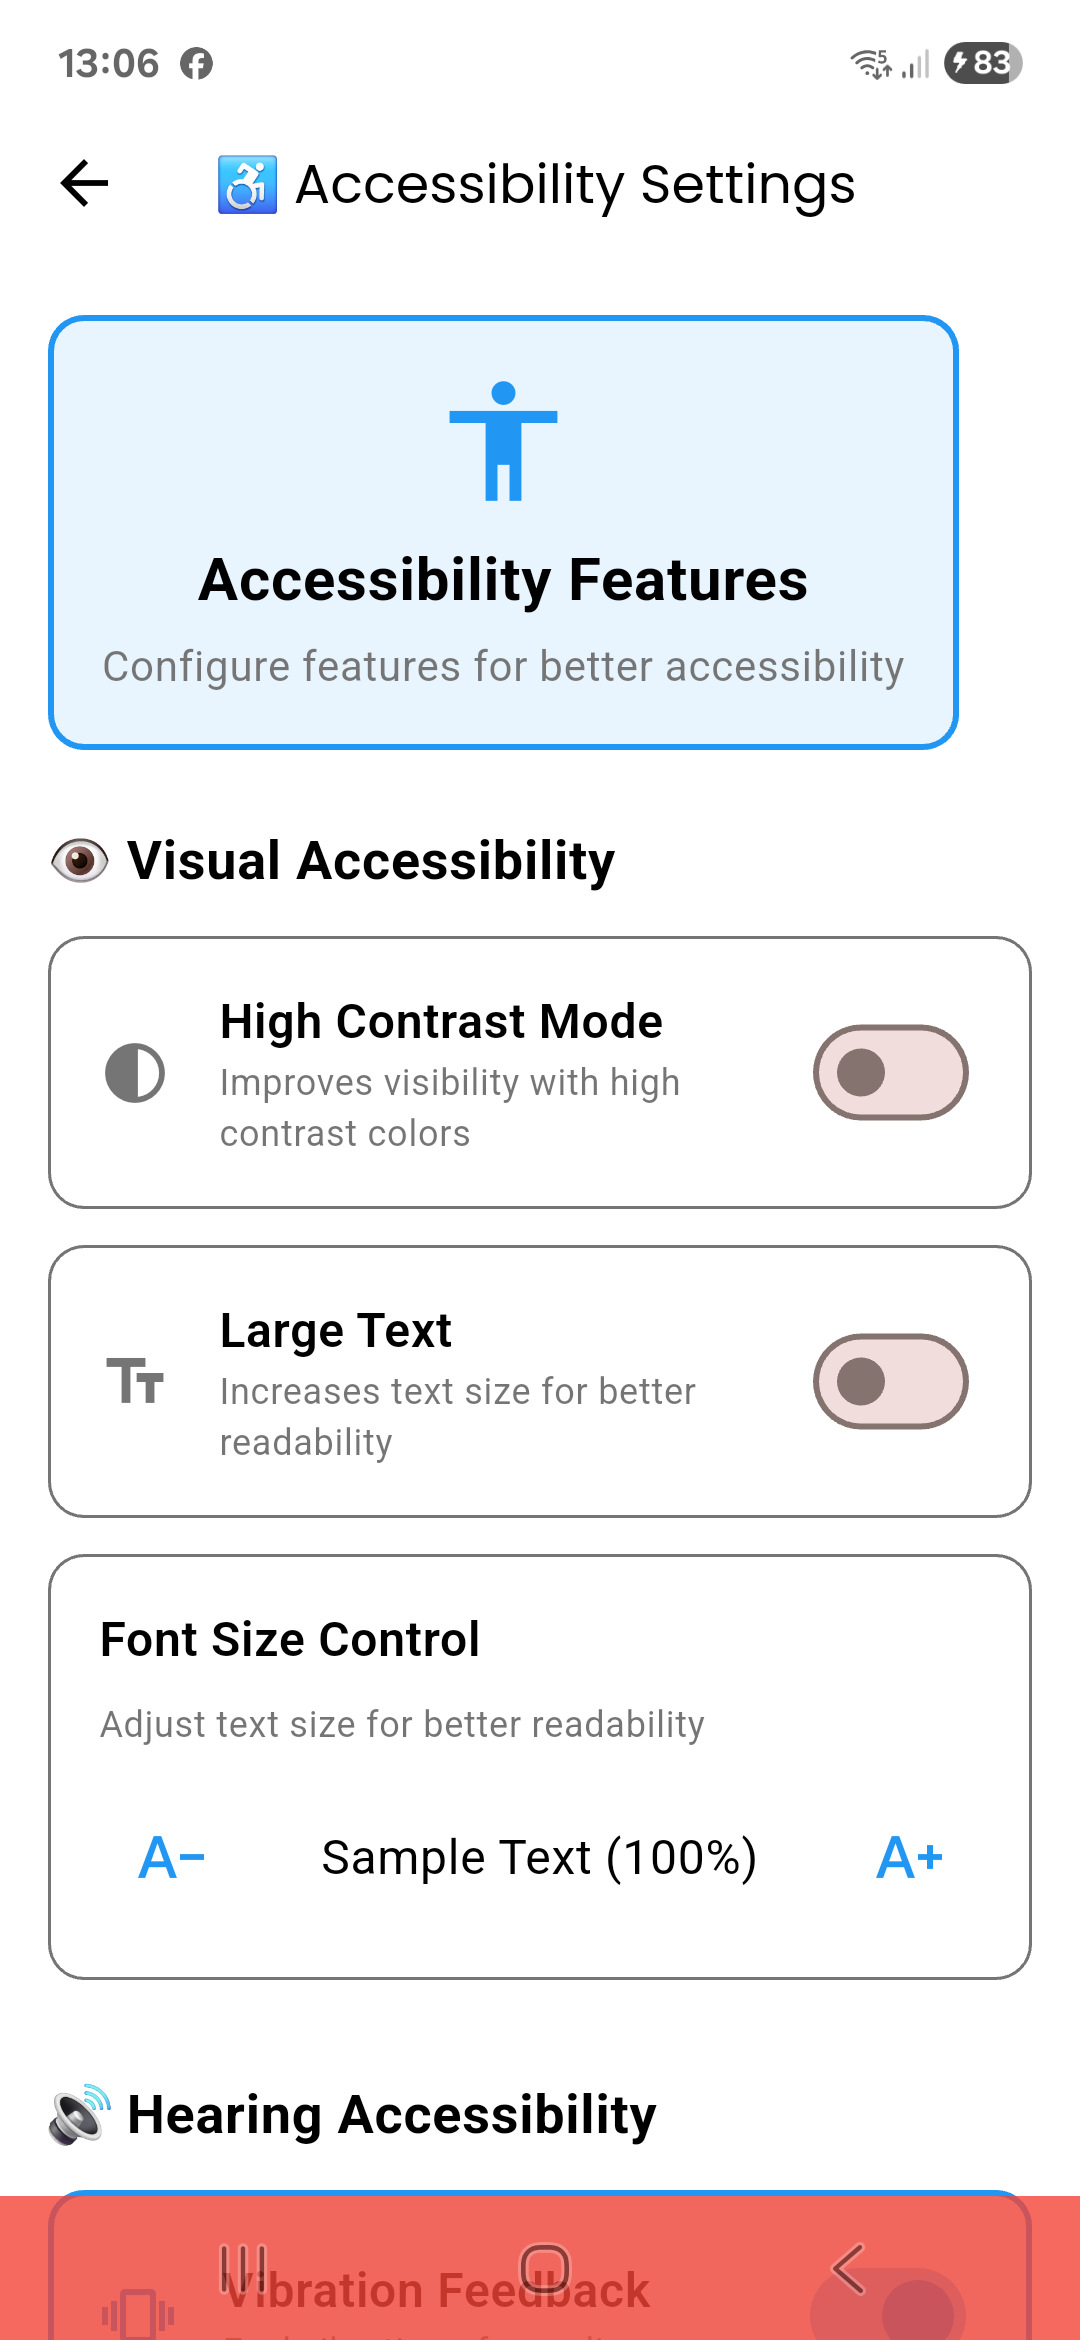 13:06
5
83
Accessibility Settings
Accessibility Features
Configure features for better accessibility
Visual Accessibility
High Contrast Mode
Improves visibility with high
contrast colors
Large Text
Increases text size for better
readability
Font Size Control
Adjust text size for better readability
A- Sample Text (100%) A+
Hearing Accessibility
Vibration Feedback